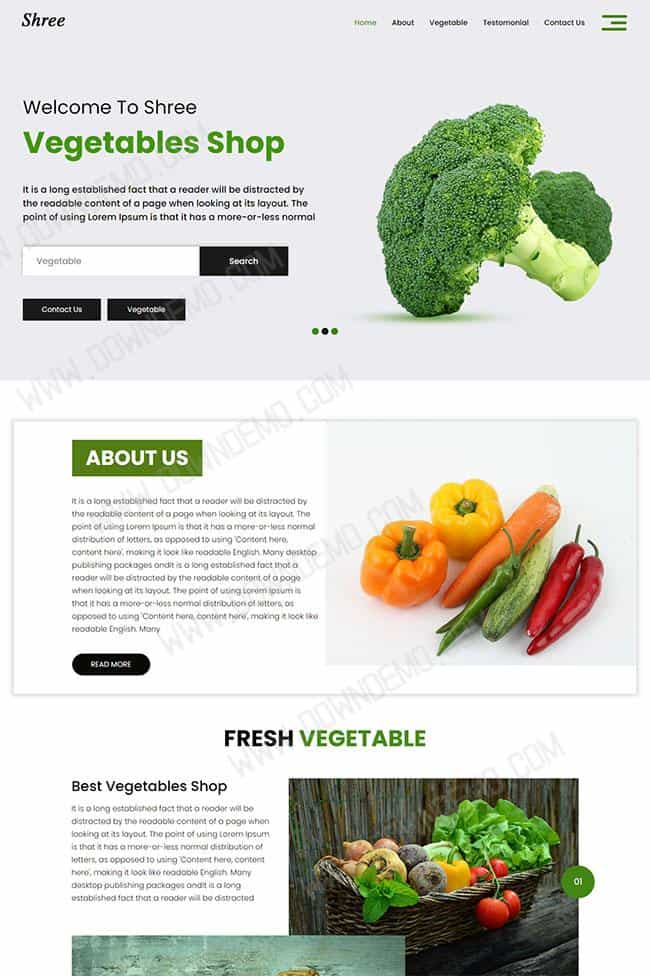 Shree
Home About Vegetable Testomonial Contact Us
Welcome To Shree
Vegetables Shop
It is a long established fact that a reader will be distracted by
the readable content of a page when looking at its layout. The
point of using Lorem Ipsum is that it has a more-or-less normal
Vegetable Search
Contact Us Vegetable
ABOUT US
It is a long established fact that a reader will be distracted by
the readable content of a page when looking at its layout. The
point of using Lorem Ipsum is that it has a more-or-less normal
distribution of letters, as opposed to using 'Content here,
content here', making it look like readable English. Many desktop
publishing packages andIt is a long established fact that a
reader will be distracted by the readable content of a page
when looking at its layout. The point of using Lorem Ipsum is
that it has a more-or-less normal distribution of letters, as
opposed to using 'Content here, content here', making it look like
readable English. Many
READ MORE
FRESH VEGETABLE
Best Vegetables Shop
It is a long established fact that a reader will be
distracted by the readable content of a page when
looking at its layout. The point of using Lorem Ipsum
is that it has a more-or-less normal distribution of
letters, as opposed to using 'Content here, content
here', making it look like readable English. Many
desktop publishing packages andIt is a long
established fact that a reader will be distracted
01
WWW.DOWNDEMO.COM
WWW.DOWNDEMO.COM
WWW.DOWNDEMO.COM
WWW.DOWNDEMO.COM